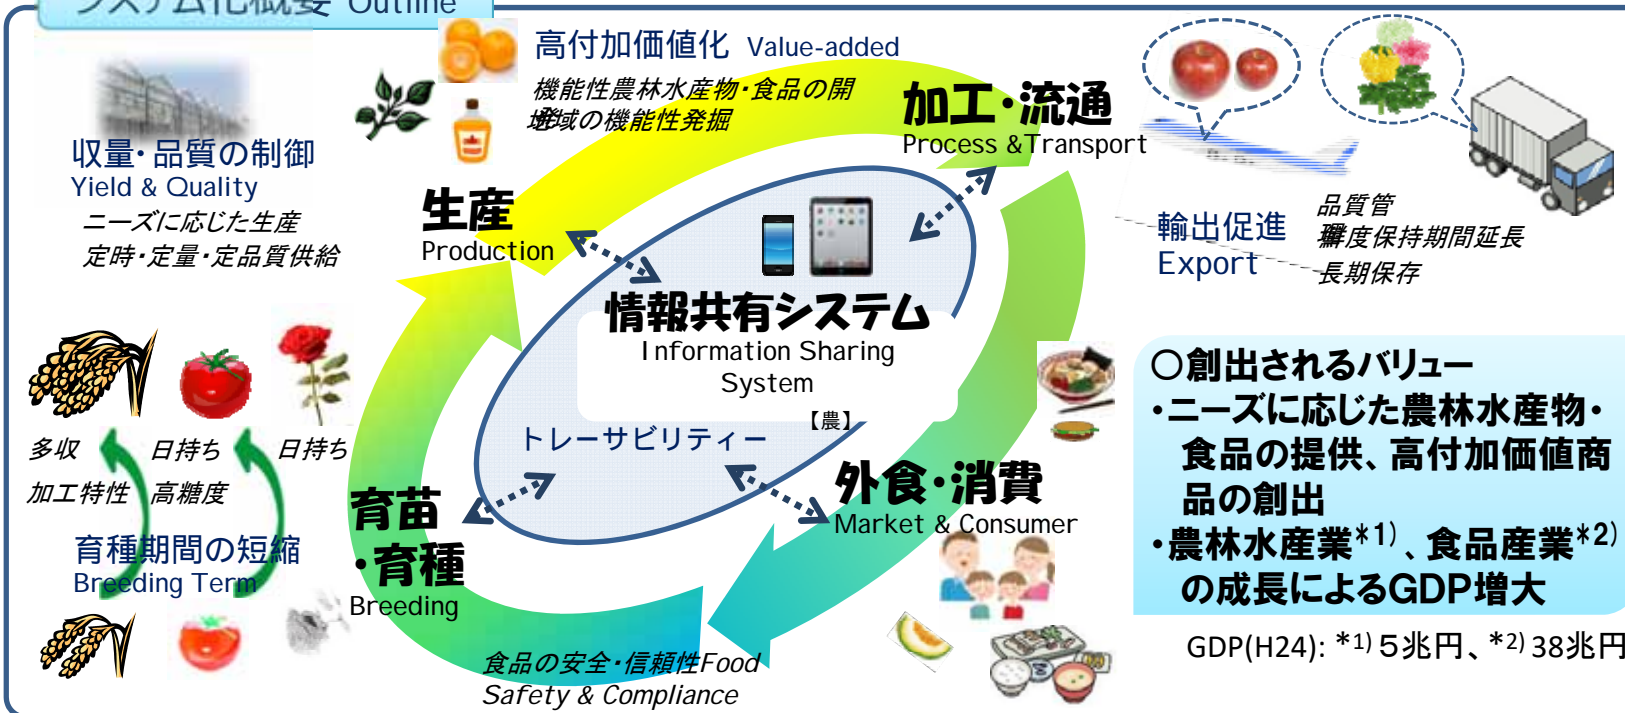 システム化概要 Outline
高付加価値化 Value-added
機能性農林水産物・食品の開
発
地域の機能性発掘
加工・流通
Process &Transport
収量・品質の制御
Yield & Quality
ニーズに応じた生産
定時・定量・定品質供給
生産
Production
輸出促進
Export
品質管
理
鮮度保持期間延長
長期保存
情報共有システム
Information Sharing
System
【農】
トレーサビリティー
多収
日持ち
日持ち
加工特性
高糖度
育種期間の短縮
Breeding Term
育苗
・育種
Breeding
外食・消費
Market & Consumer
食品の安全・信頼性Food
Safety & Compliance
〇創出されるバリュー
・ニーズに応じた農林水産物・
食品の提供、高付加価値商
品の創出
・農林水産業*1)、食品産業*2)
の成長によるGDP増大
GDP(H24): *1)５兆円、*2)38兆円